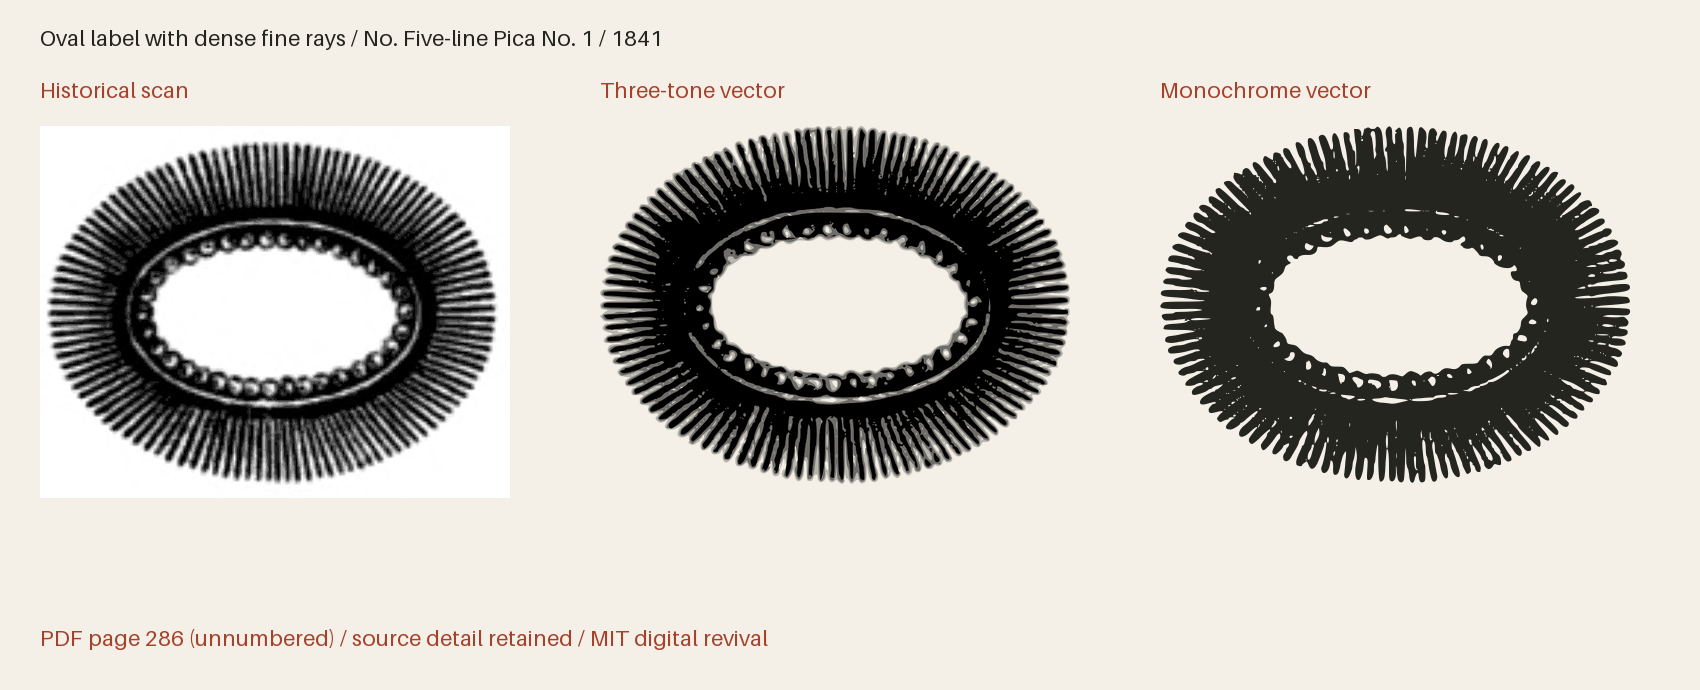 Oval label with dense fine rays / No. Five-line Pica No. 1 / 1841
Historical scan
Three-tone vector
Monochrome vector
PDF page 286 (unnumbered) / source detail retained / MIT digital revival